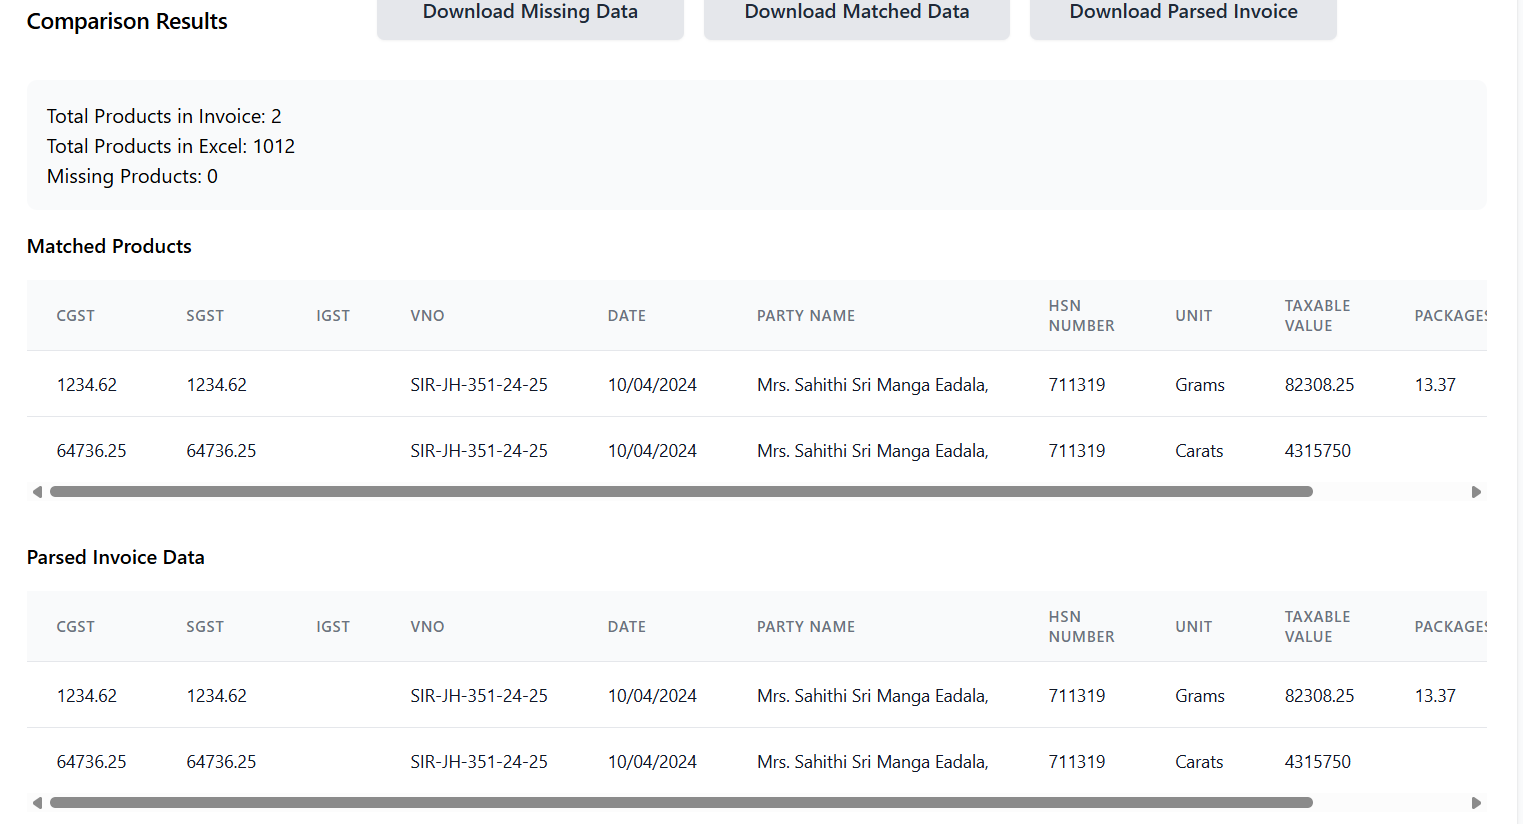 Comparison Results
Download Missing Data
Download Matched Data
Download Parsed Invoice
Total Products in Invoice: 2
Total Products in Excel: 1012
Missing Products: 0
Matched Products
CGST SGST IGST VNO DATE PARTY NAME HSN NUMBER UNIT TAXABLE VALUE PACKAGES
1234.62 1234.62 SIR-JH-351-24-25 10/04/2024 Mrs. Sahithi Sri Manga Eadala, 711319 Grams 82308.25 13.37
64736.25 64736.25 SIR-JH-351-24-25 10/04/2024 Mrs. Sahithi Sri Manga Eadala, 711319 Carats 4315750
Parsed Invoice Data
CGST SGST IGST VNO DATE PARTY NAME HSN NUMBER UNIT TAXABLE VALUE PACKAGES
1234.62 1234.62 SIR-JH-351-24-25 10/04/2024 Mrs. Sahithi Sri Manga Eadala, 711319 Grams 82308.25 13.37
64736.25 64736.25 SIR-JH-351-24-25 10/04/2024 Mrs. Sahithi Sri Manga Eadala, 711319 Carats 4315750